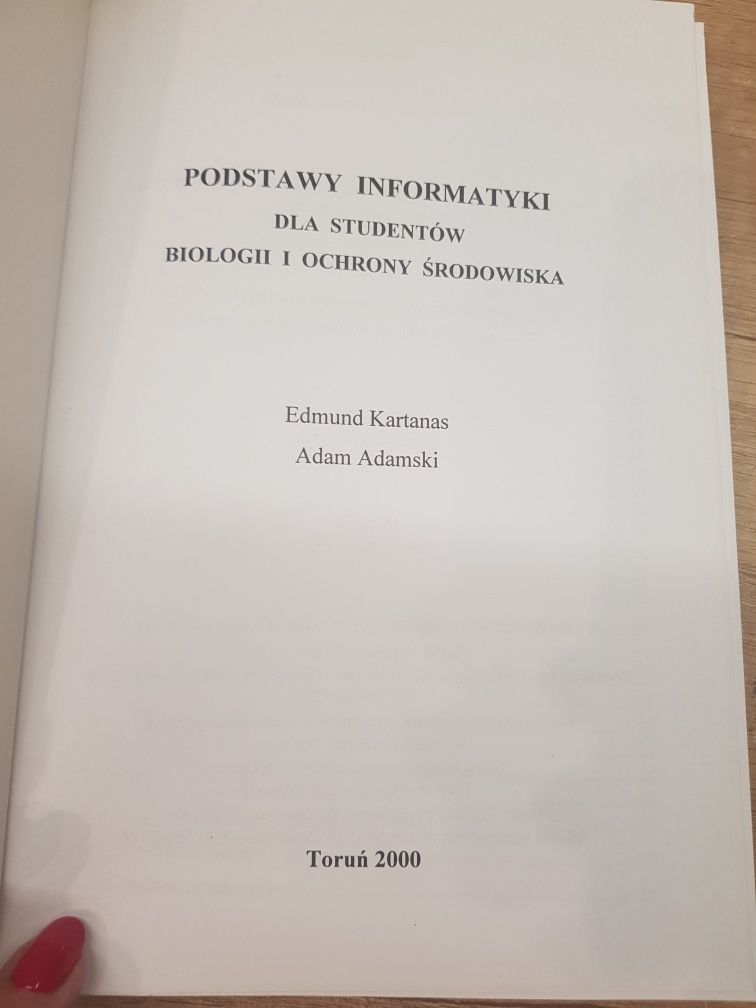 PODSTAWY INFORMATYKI
DLA STUDENTÓW
BIOLOGII I OCHRONY ŚRODOWISKA
Edmund Kartanas
Adam Adamski
Toruń 2000